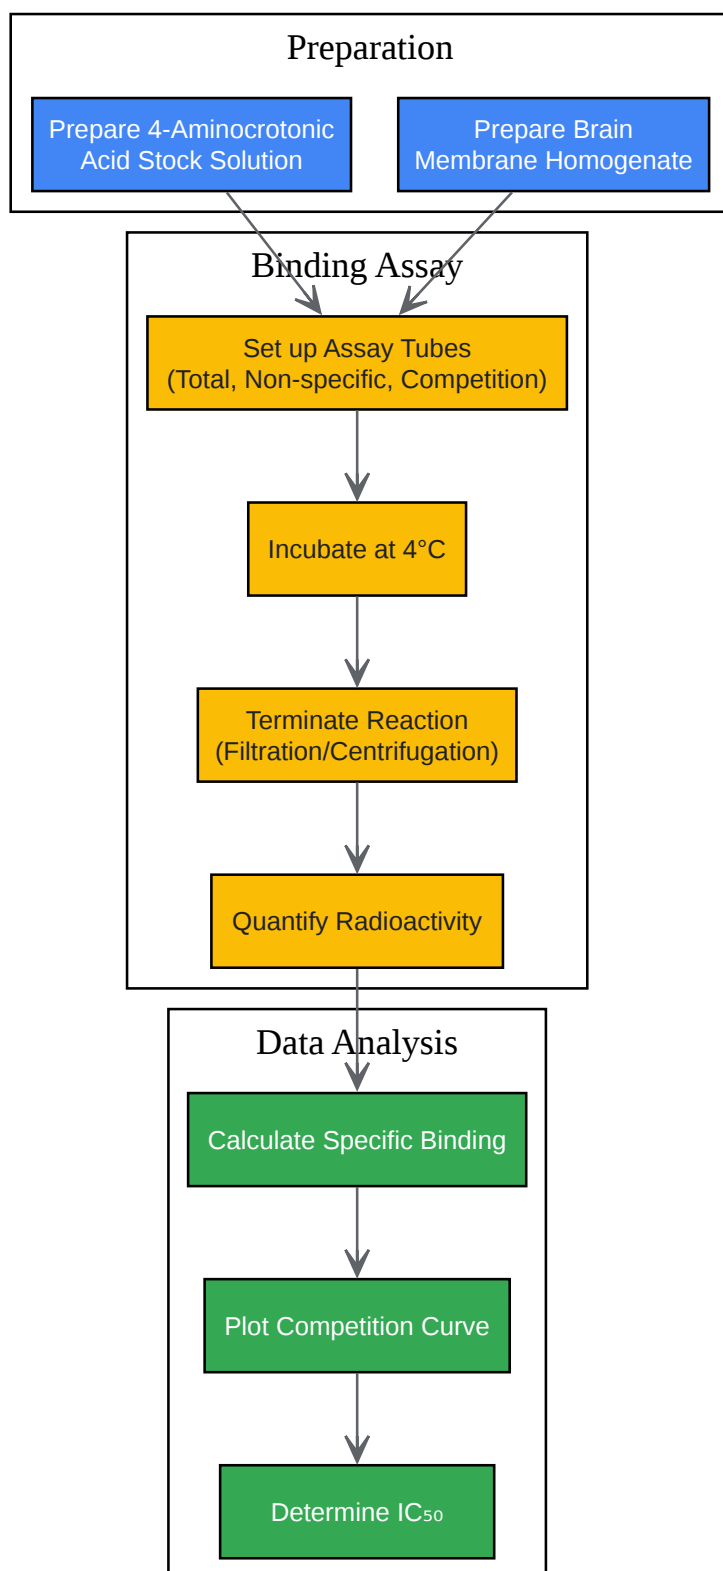 Preparation
Prepare 4-Aminocrotonic
Acid Stock Solution
Prepare Brain
Membrane Homogenate
Binding Assay
Set up Assay Tubes
(Total, Non-specific, Competition)
Incubate at 4°C
Terminate Reaction
(Filtration/Centrifugation)
Quantify Radioactivity
Data Analysis
Calculate Specific Binding
Plot Competition Curve
Determine IC₅₀